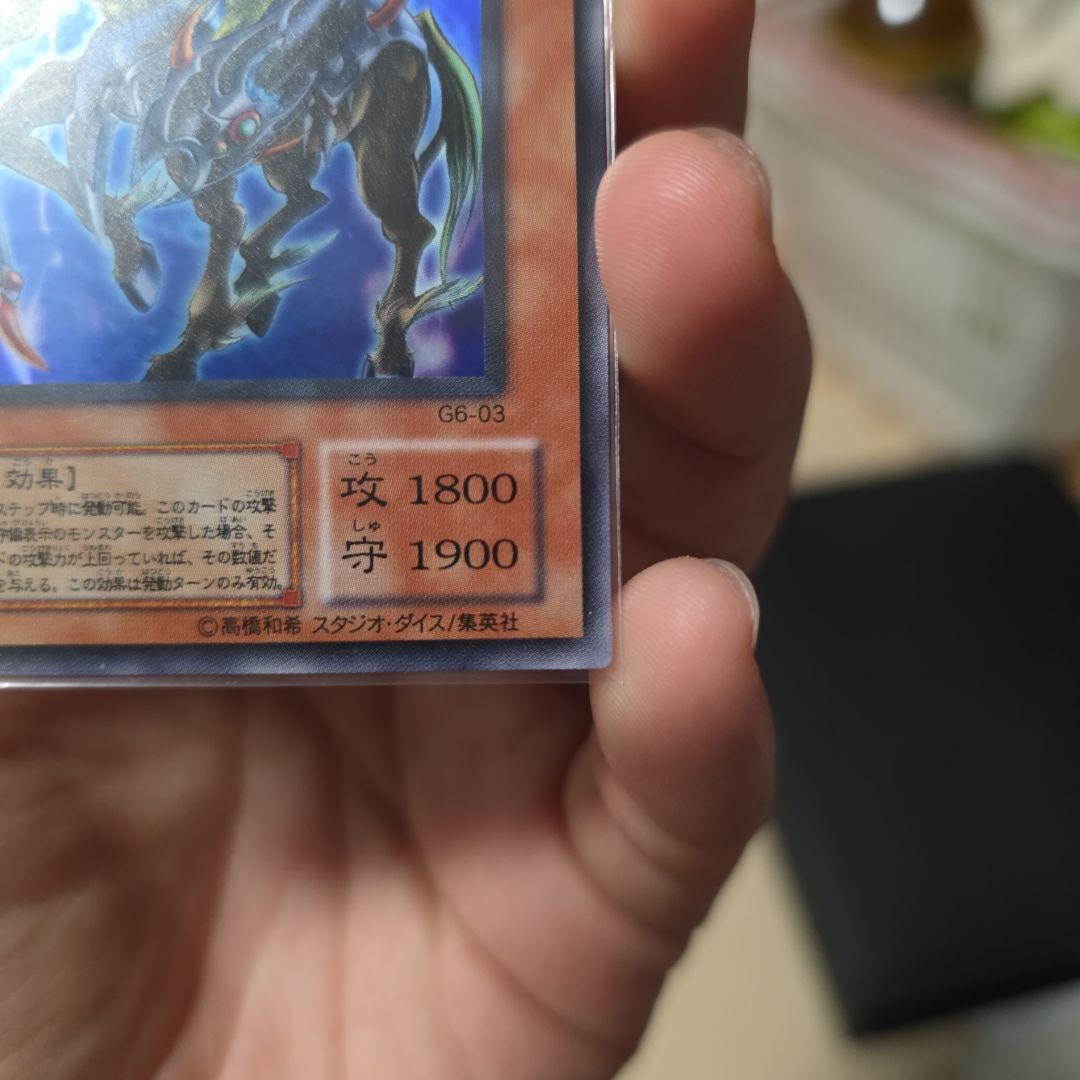 G6-03
効果】
ステップ時に発動可能。このカードの攻撃
守備表示のモンスターを攻撃した場合、そ
ドの攻撃力が上回っていれば、その数値だ
を与える。この効果は発動ターンのみ有効。
こう
攻 1800
しゅ
守 1900
©高橋和希 スタジオ・ダイス/集英社